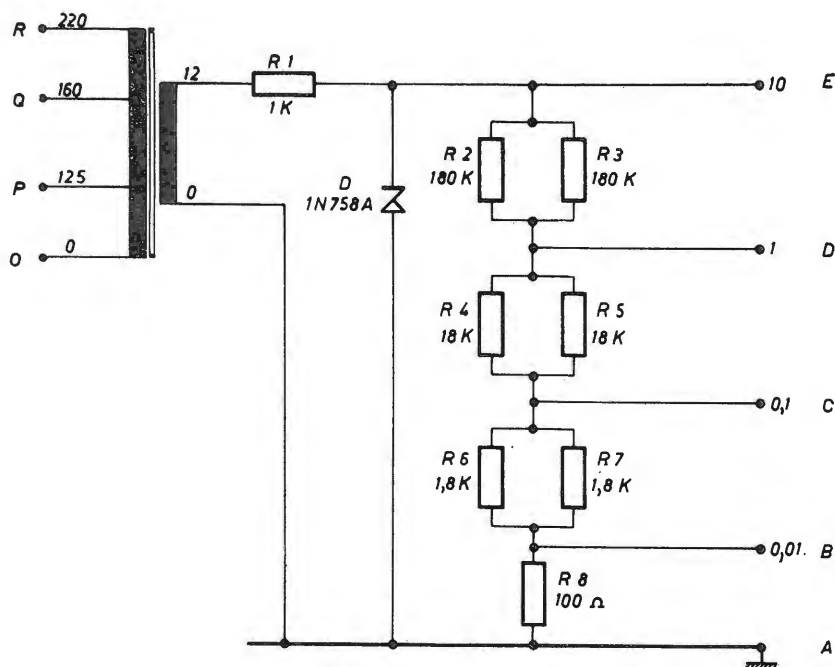 R 220
Q 160
P 125
O 0
12
0
R 1
1 K
D
1N758A
R 2
180 K
R 3
180 K
R 4
18 K
R 5
18 K
R 6
1,8 K
R 7
1,8 K
R 8
100 Ω
10 E
1 D
0,1 C
0,01. B
A